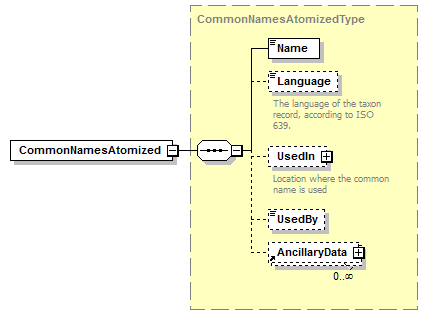 CommonNamesAtomizedType
Name
Language
The language of the taxon
record, according to ISO
639.
CommonNamesAtomized
UsedIn
Location where the common
name is used
UsedBy
AncillaryData
0..∞